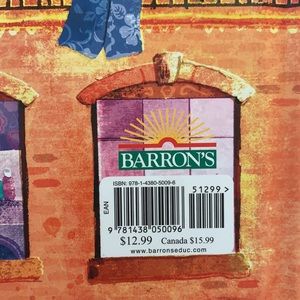 BARRON'S
ISBN: 978-1-4380-5009-6
51299>
EAN
9 781438 050096
$12.99 Canada $15.99
www.barronseduc.com